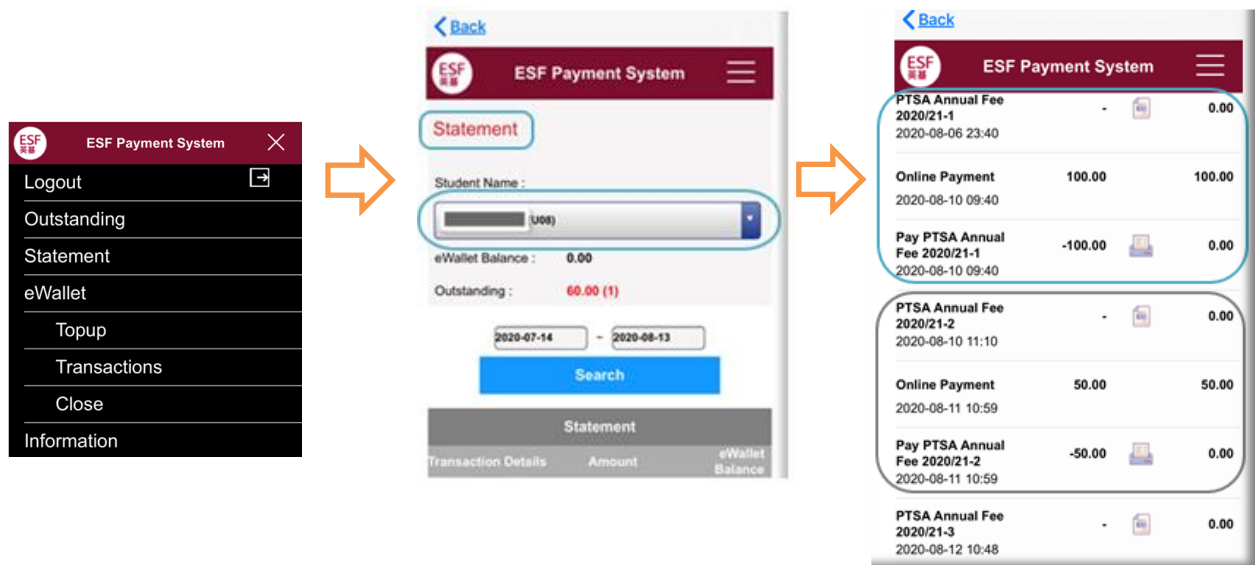 ESF
英基
ESF Payment System
Logout
Outstanding
Statement
eWallet
Topup
Transactions
Close
Information
Back
ESF
英基
ESF Payment System
Statement
Student Name :
(U08)
eWallet Balance : 0.00
Outstanding : 60.00 (1)
2020-07-14 - 2020-08-13
Search
Statement
Transaction Details Amount eWallet
Balance
Back
ESF
英基
ESF Payment System
PTSA Annual Fee
2020/21-1 - 0.00
2020-08-06 23:40
Online Payment 100.00 100.00
2020-08-10 09:40
Pay PTSA Annual
Fee 2020/21-1 -100.00 0.00
2020-08-10 09:40
PTSA Annual Fee
2020/21-2 - 0.00
2020-08-10 11:10
Online Payment 50.00 50.00
2020-08-11 10:59
Pay PTSA Annual
Fee 2020/21-2 -50.00 0.00
2020-08-11 10:59
PTSA Annual Fee
2020/21-3 - 0.00
2020-08-12 10:48